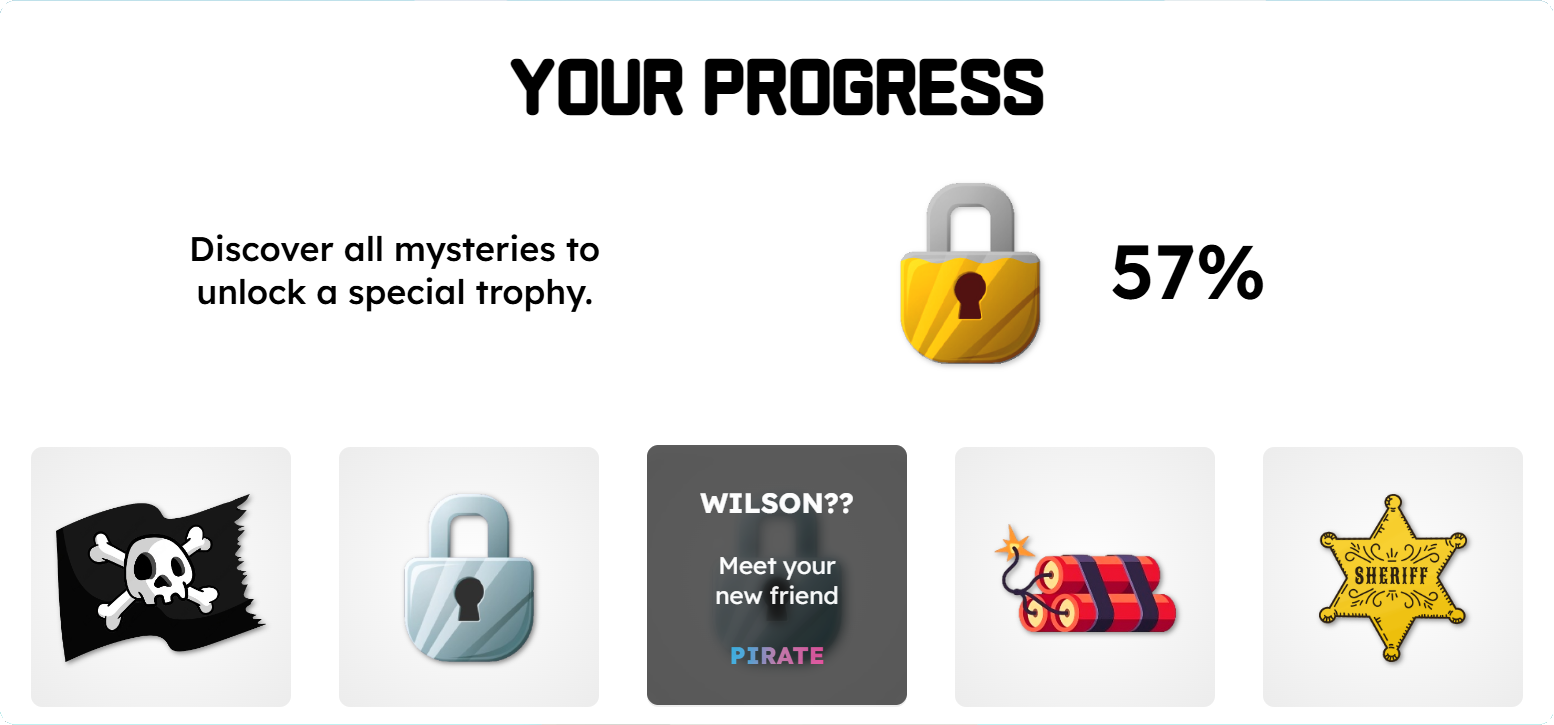 YOUR PROGRESS
Discover all mysteries to
unlock a special trophy.
57%
WILSON??
Meet your
new friend
PIRATE
SHERIFF